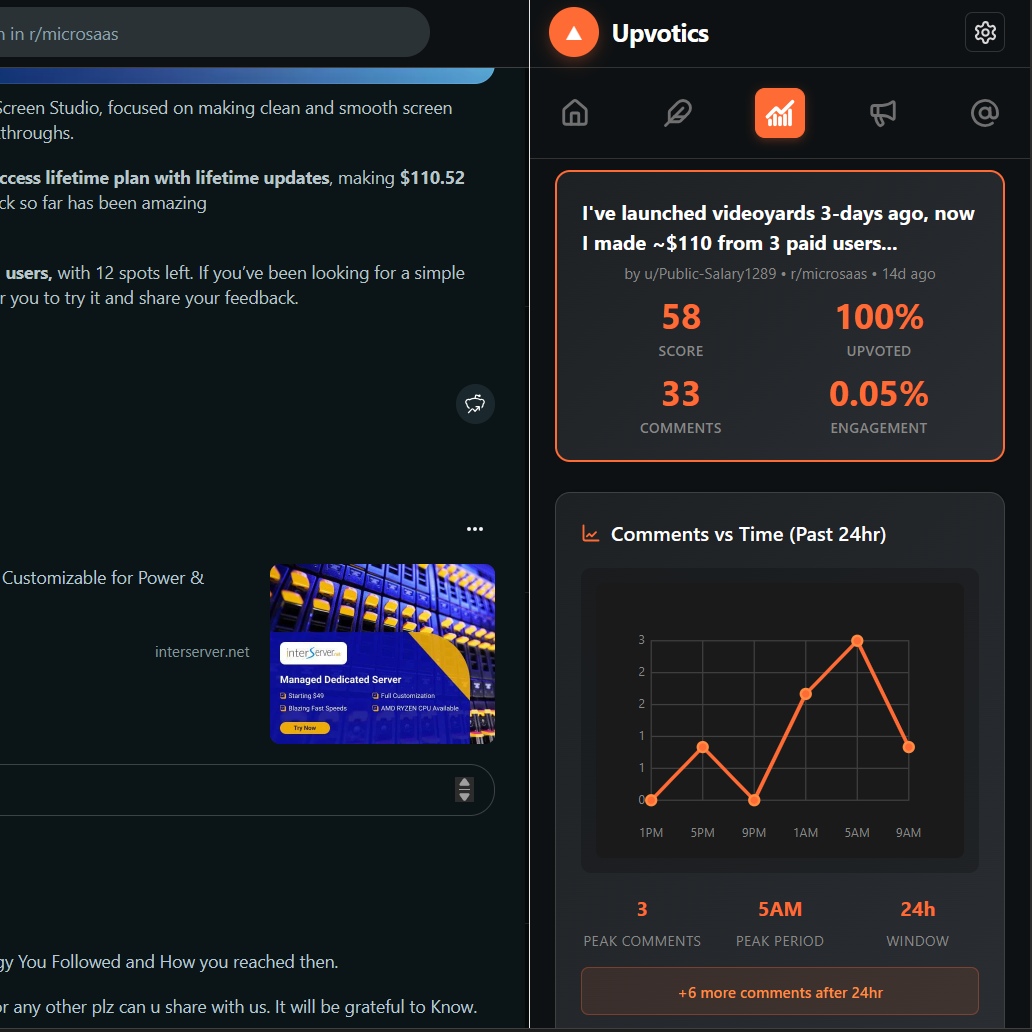 n in r/microsaas
Screen Studio, focused on making clean and smooth screen
throughs.
ccess lifetime plan with lifetime updates, making $110.52
ck so far has been amazing
users, with 12 spots left. If you’ve been looking for a simple
r you to try it and share your feedback.
Customizable for Power &
interserver.net
interServer.net
Managed Dedicated Server
Starting $49
Full Customization
Blazing Fast Speeds
AMD RYZEN CPU Available
Try Now
gy You Followed and How you reached then.
or any other plz can u share with us. It will be grateful to Know.
Upvotics
I've launched videoyards 3-days ago, now
I made ~$110 from 3 paid users...
by u/Public-Salary1289 • r/microsaas • 14d ago
58
100%
SCORE
UPVOTED
33
0.05%
COMMENTS
ENGAGEMENT
Comments vs Time (Past 24hr)
3
2
2
1
1
0
1PM 5PM 9PM 1AM 5AM 9AM
3
5AM
24h
PEAK COMMENTS
PEAK PERIOD
WINDOW
+6 more comments after 24hr